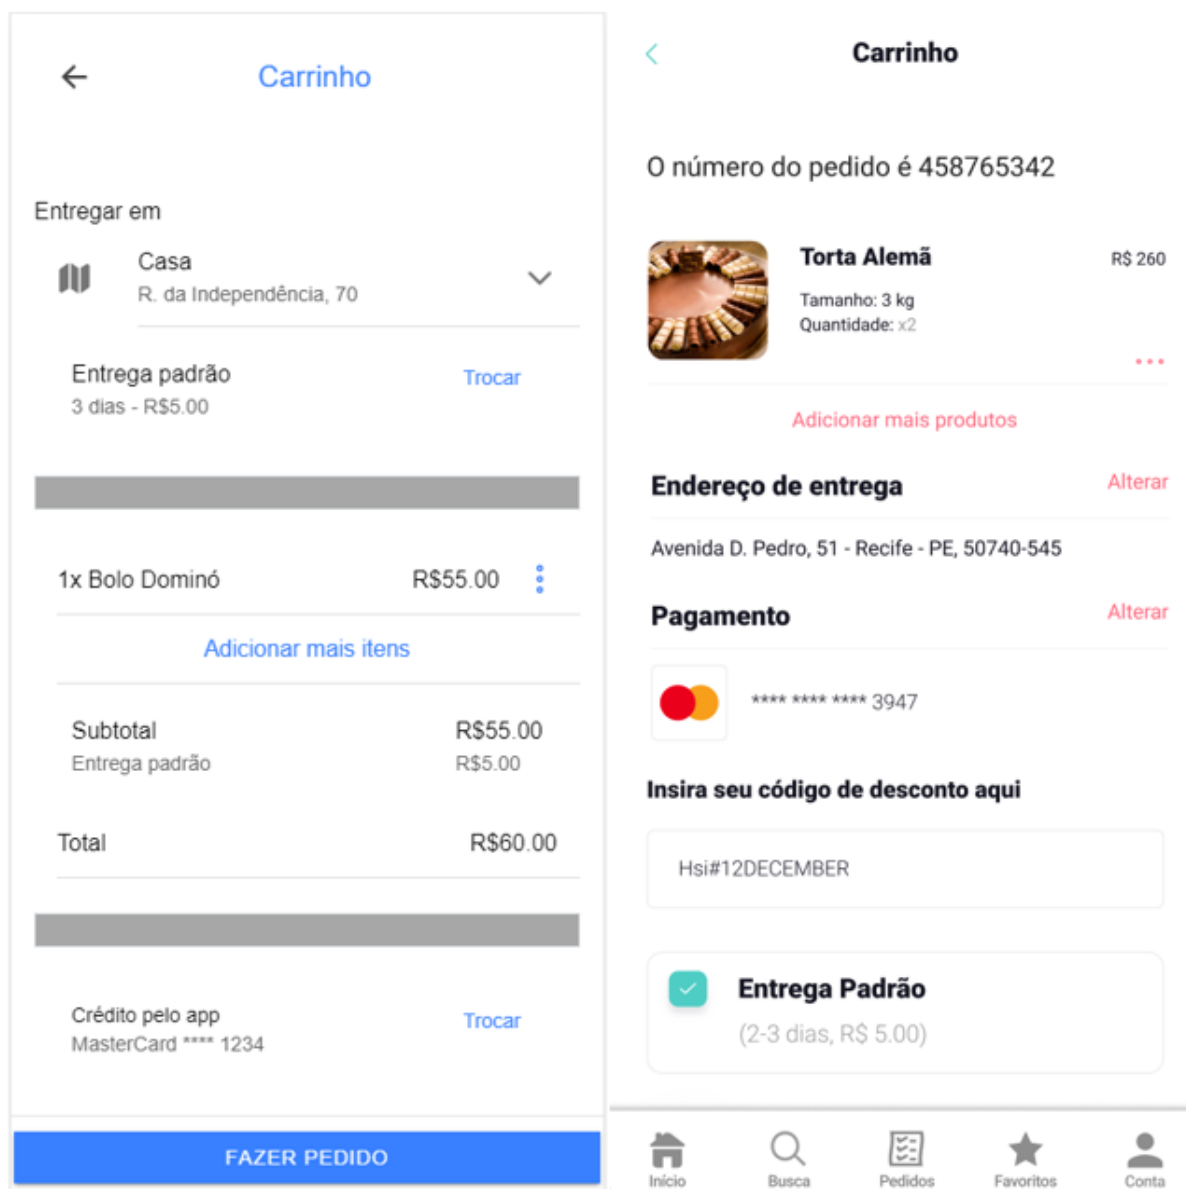 Carrinho
Entregar em
Casa
R. da Independência, 70
Entrega padrão
Trocar
3 dias - R$5.00
1x Bolo Dominó
R$55.00
Adicionar mais itens
Subtotal
R$55.00
Entrega padrão
R$5.00
Total
R$60.00
Crédito pelo app
Trocar
MasterCard **** 1234
FAZER PEDIDO
Carrinho
O número do pedido é 458765342
Torta Alemã
R$ 260
Tamanho: 3 kg
Quantidade: x2
Adicionar mais produtos
Endereço de entrega
Alterar
Avenida D. Pedro, 51 - Recife - PE, 50740-545
Pagamento
Alterar
**** **** **** 3947
Insira seu código de desconto aqui
Hsi#12DECEMBER
Entrega Padrão
(2-3 dias, R$ 5.00)
Início
Busca
Pedidos
Favoritos
Conta